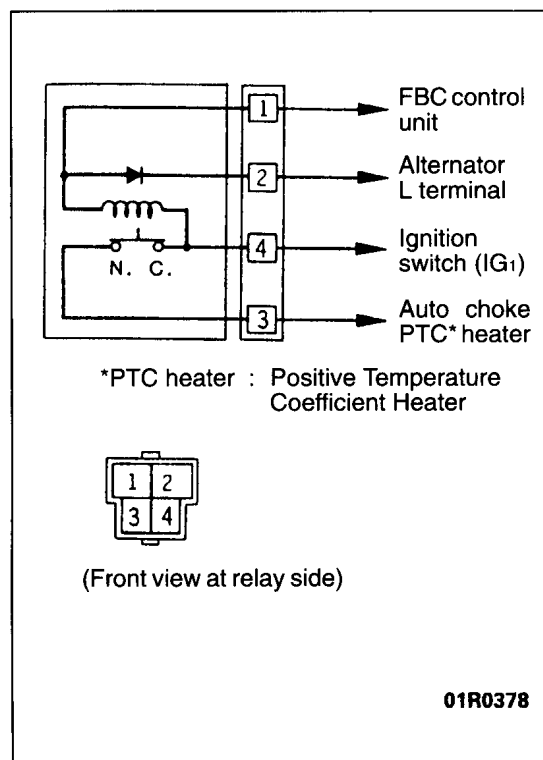 1
FBC control
unit
2
Alternator
L terminal
4
Ignition
switch (IG1)
N. C.
3
Auto choke
PTC* heater
*PTC heater : Positive Temperature
Coefficient Heater
1 2
3 4
(Front view at relay side)
01R0378